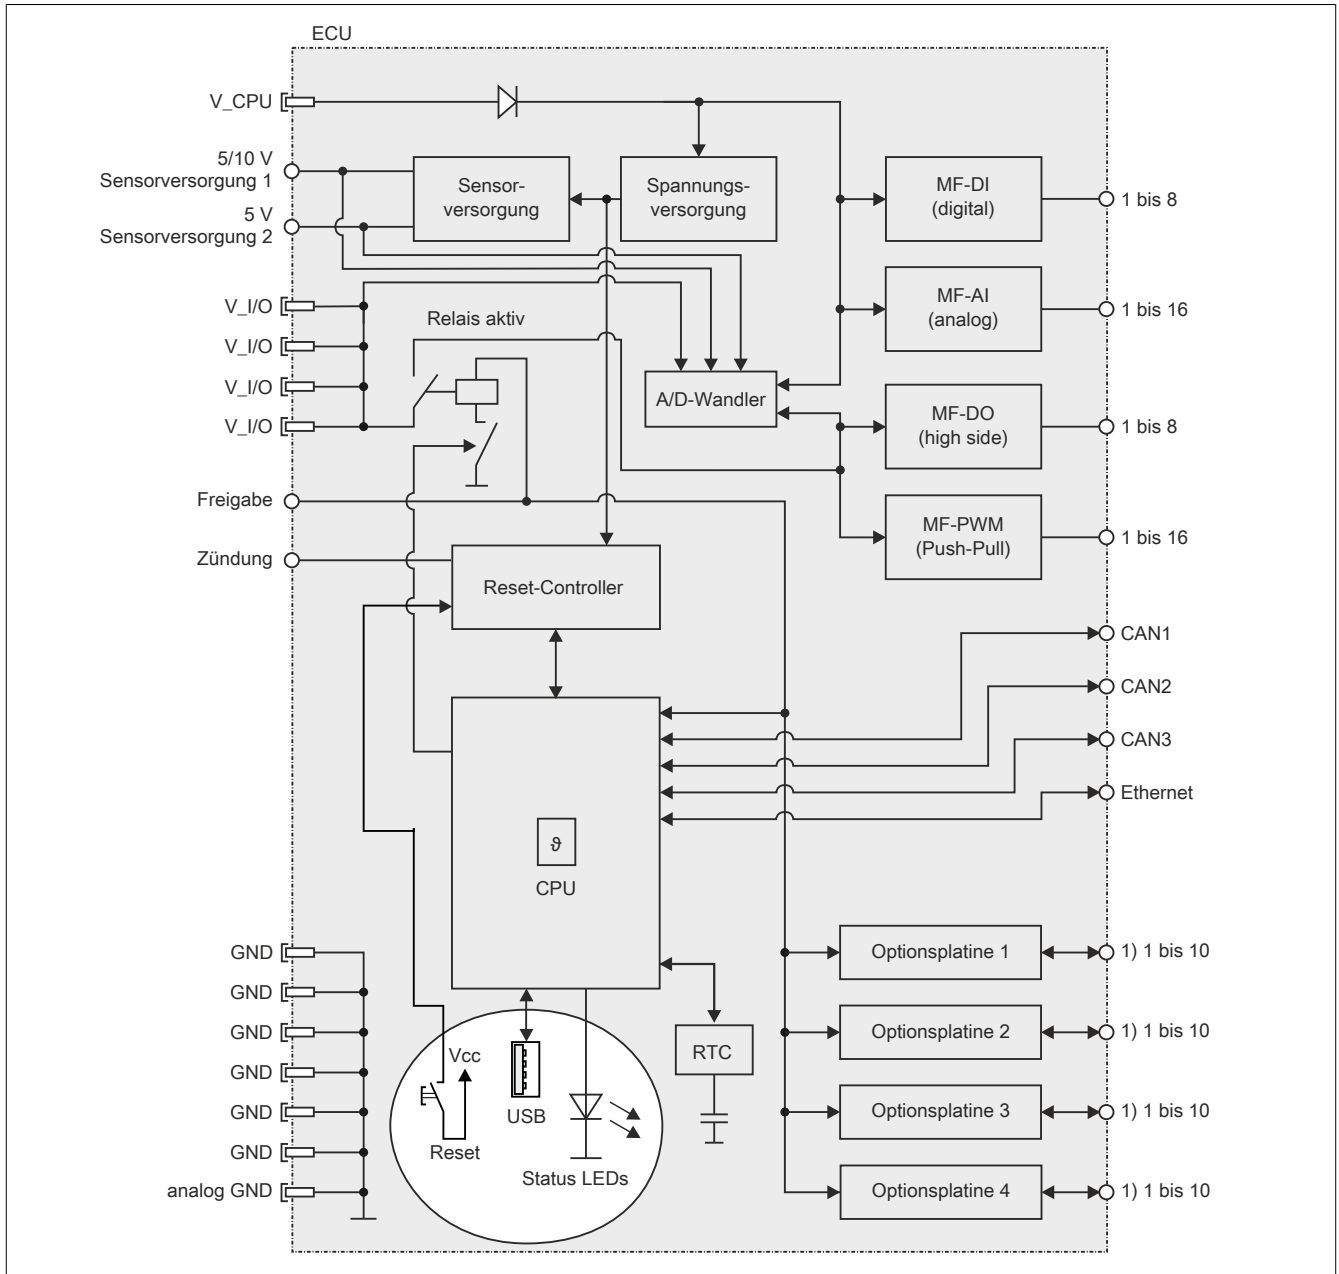 ECU
V_CPU
5/10 V
Sensorversorgung 1
5 V
Sensorversorgung 2
Sensor-
versorgung
Spannungs-
versorgung
MF-DI
(digital)
1 bis 8
V_I/O
V_I/O
V_I/O
V_I/O
Relais aktiv
MF-AI
(analog)
1 bis 16
A/D-Wandler
MF-DO
(high side)
1 bis 8
Freigabe
MF-PWM
(Push-Pull)
1 bis 16
Zündung
Reset-Controller
CAN1
CAN2
CAN3
Ethernet
ϑ
CPU
GND
GND
GND
GND
GND
GND
analog GND
Optionsplatine 1
1) 1 bis 10
Optionsplatine 2
1) 1 bis 10
Optionsplatine 3
1) 1 bis 10
Optionsplatine 4
1) 1 bis 10
RTC
Vcc
Reset
USB
Status LEDs